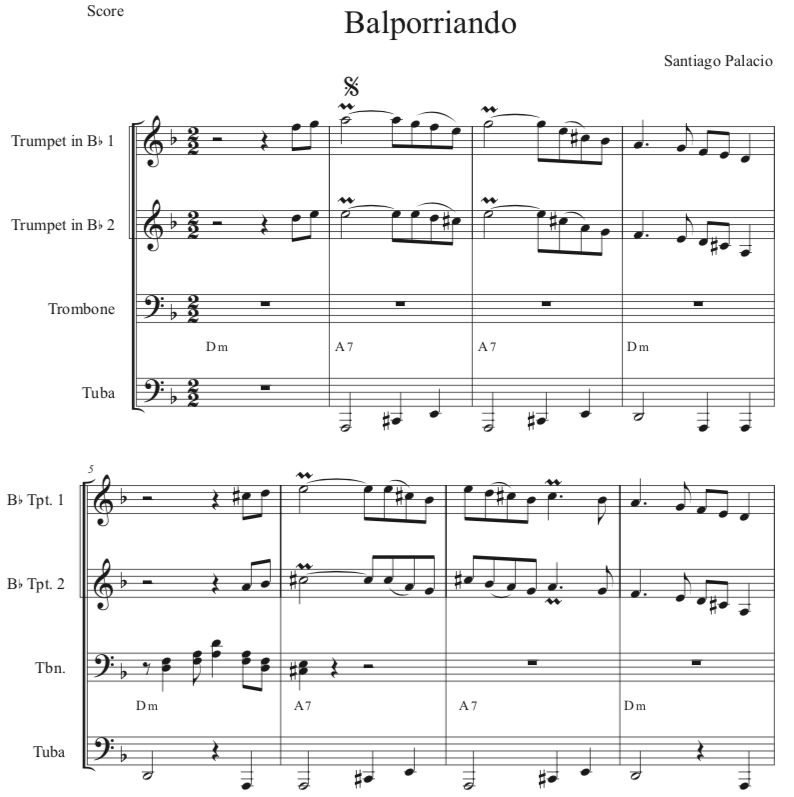 Score
Balporriando
Santiago Palacio
Trumpet in B♭ 1
Trumpet in B♭ 2
Trombone
Dm A7 A7 Dm
Tuba
5
B♭ Tpt. 1
B♭ Tpt. 2
Tbn.
Dm A7 A7 Dm
Tuba